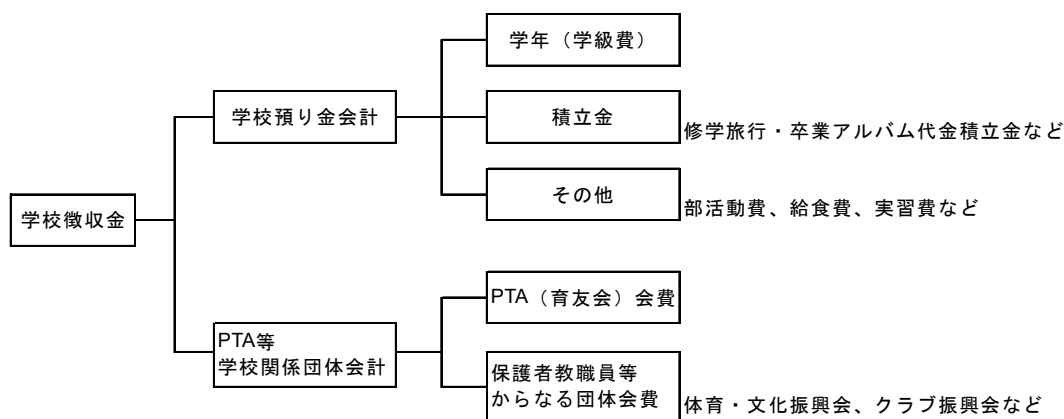 学校徴収金
学校預り金会計
学年（学級費）
積立金
修学旅行・卒業アルバム代金積立金など
その他
部活動費、給食費、実習費など
PTA等
学校関係団体会計
PTA（育友会）会費
保護者教職員等
からなる団体会費
体育・文化振興会、クラブ振興会など